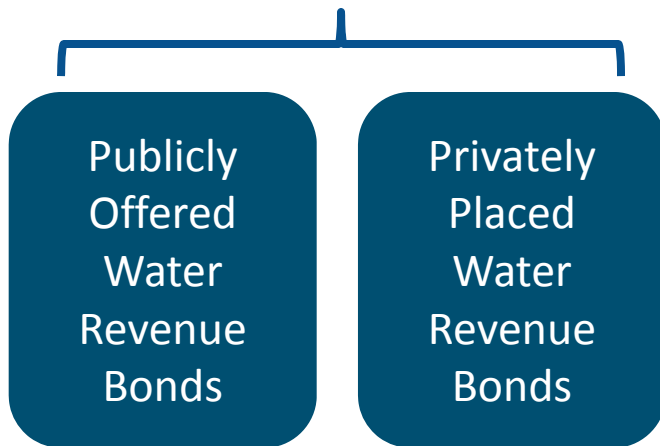 Publicly
Offered
Water
Revenue
Bonds
Privately
Placed
Water
Revenue
Bonds